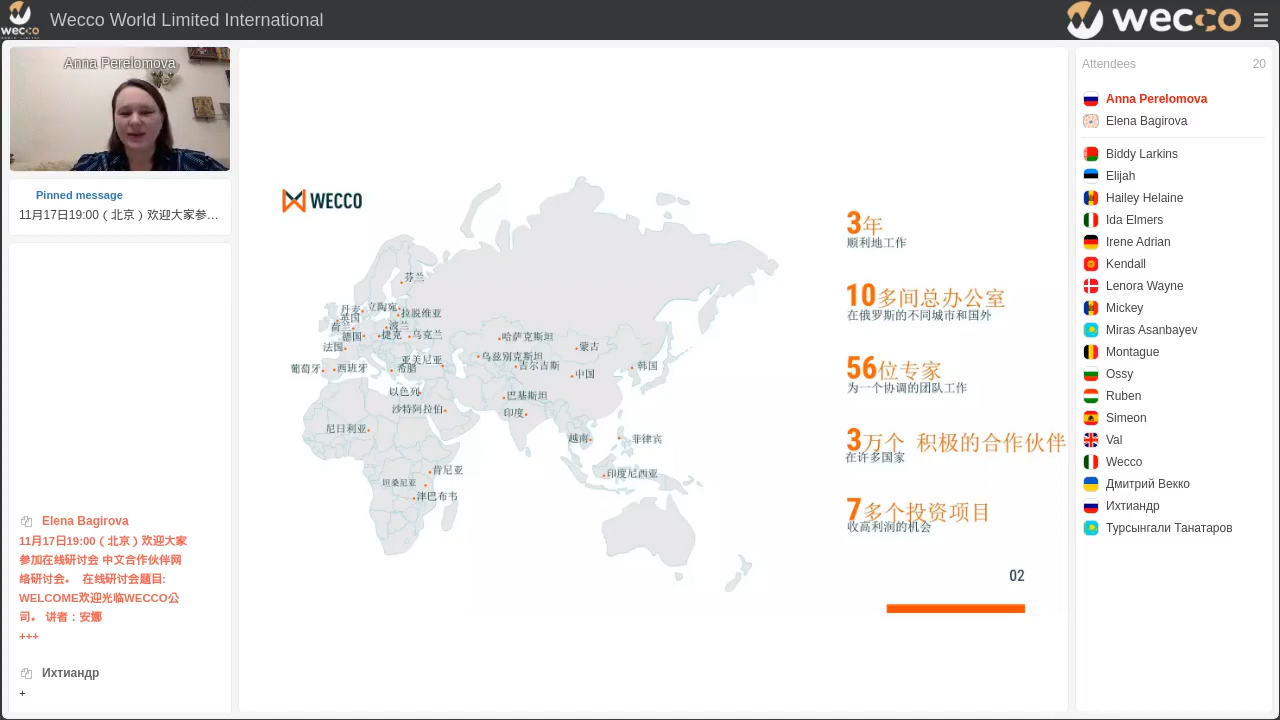 wecco
Wecco World Limited International
wecco
Anna Perelomova
Pinned message
11月17日19:00（北京）欢迎大家参…
Elena Bagirova
11月17日19:00（北京）欢迎大家
参加在线研讨会 中文合作伙伴网
络研讨会。 在线研讨会题目:
WELCOME欢迎光临WECCO公
司。 讲者：安娜
+++
Ихтиандр
+
WECCO
芬兰
丹麦
立陶宛
英国
拉脱维亚
荷兰
波兰
德国
捷克
乌克兰
法国
哈萨克斯坦
蒙古
亚美尼亚
乌兹别克斯坦
葡萄牙
西班牙
希腊
吉尔吉斯
韩国
中国
以色列
巴基斯坦
沙特阿拉伯
印度
尼日利亚
越南
菲律宾
肯尼亚
印度尼西亚
坦桑尼亚
津巴布韦
3年
顺利地工作
10多间总办公室
在俄罗斯的不同城市和国外
56位专家
为一个协调的团队工作
3万个 积极的合作伙伴
在许多国家
7多个投资项目
收高利润的机会
02
Attendees 20
Anna Perelomova
Elena Bagirova
Biddy Larkins
Elijah
Hailey Helaine
Ida Elmers
Irene Adrian
Kendall
Lenora Wayne
Mickey
Miras Asanbayev
Montague
Ossy
Ruben
Simeon
Val
Wecco
Дмитрий Векко
Ихтиандр
Турсынгали Танатаров